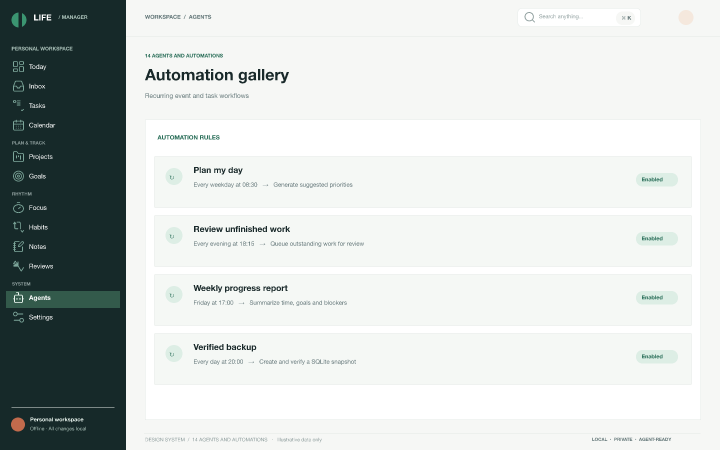 LIFE / MANAGER
PERSONAL WORKSPACE
Today
Inbox
Tasks
Calendar
PLAN & TRACK
Projects
Goals
RHYTHM
Focus
Habits
Notes
Reviews
SYSTEM
Agents
Settings
Personal workspace
Offline · All changes local
WORKSPACE / AGENTS
Search anything...
⌘ K
14 AGENTS AND AUTOMATIONS
Automation gallery
Recurring event and task workflows
AUTOMATION RULES
Plan my day
Every weekday at 08:30 → Generate suggested priorities
Enabled
Review unfinished work
Every evening at 18:15 → Queue outstanding work for review
Enabled
Weekly progress report
Friday at 17:00 → Summarize time, goals and blockers
Enabled
Verified backup
Every day at 20:00 → Create and verify a SQLite snapshot
Enabled
DESIGN SYSTEM / 14 AGENTS AND AUTOMATIONS · Illustrative data only
LOCAL · PRIVATE · AGENT-READY